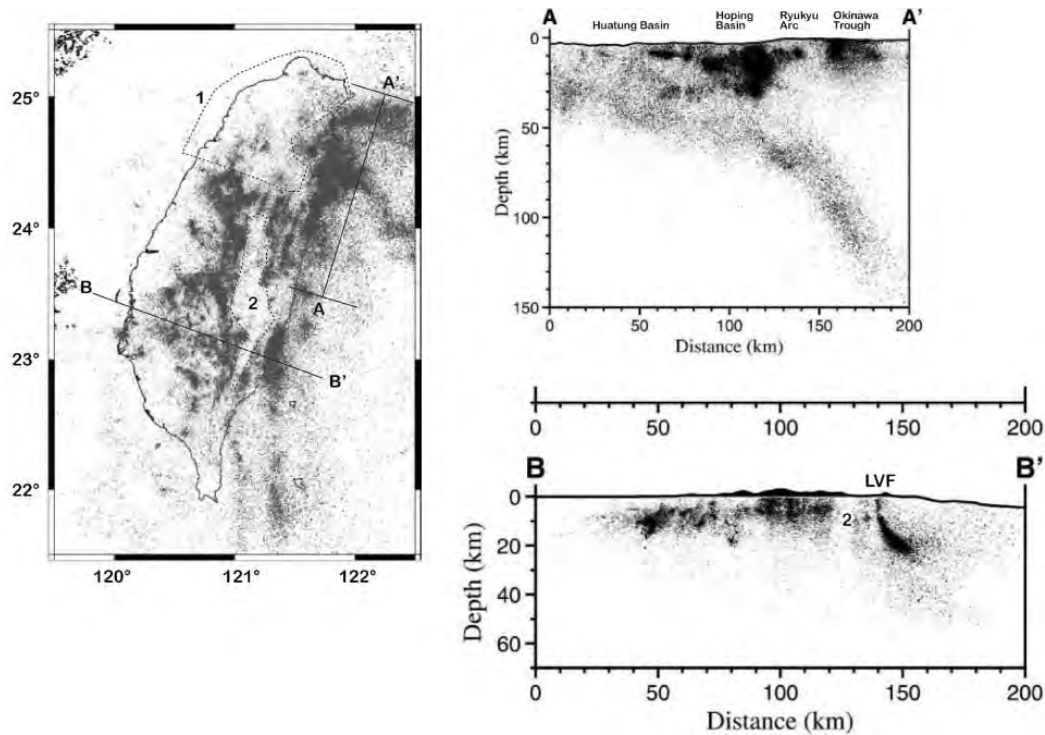 25°
24°
23°
22°
120°
121°
122°
1
2
A'
A
B
B'
A
Huatung Basin
Hoping
Basin
Ryukyu
Arc
Okinawa
Trough
A'
Depth (km)
0
50
100
150
0
50
100
150
200
Distance (km)
0
50
100
150
200
B
LVF
B'
2
Depth (km)
0
20
40
60
0
50
100
150
200
Distance (km)